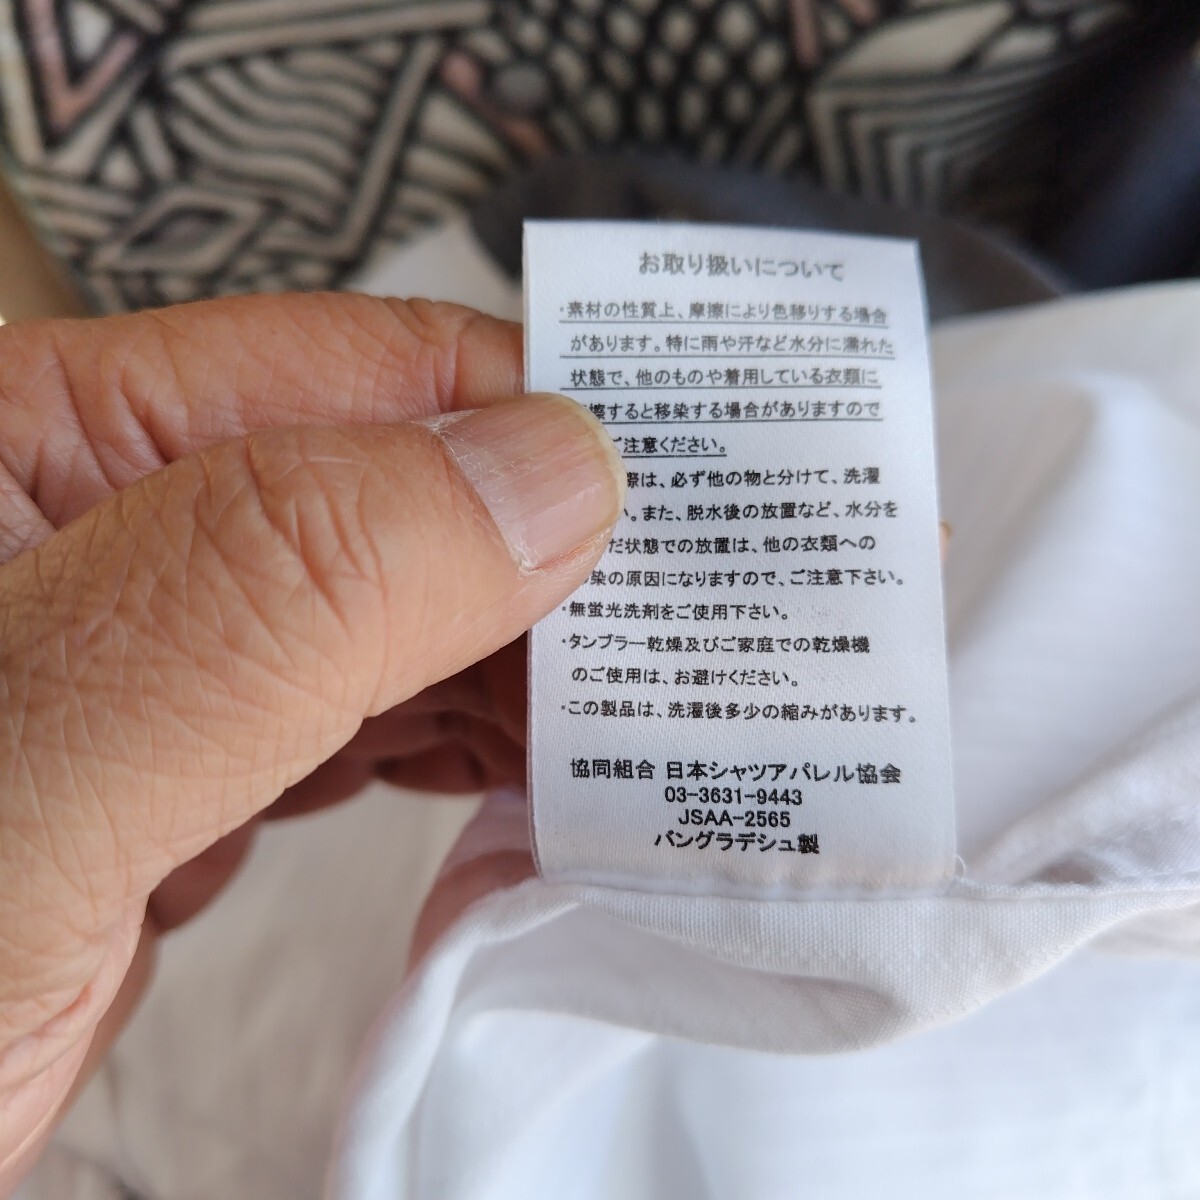 お取り扱いについて
・素材の性質上、摩擦により色移りする場合
があります。特に雨や汗など水分に濡れた
状態で、他のものや着用している衣類に
擦すると移染する場合がありますので
ご注意ください。
際は、必ず他の物と分けて、洗濯
い。また、脱水後の放置など、水分を
だ状態での放置は、他の衣類への
染の原因になりますので、ご注意下さい。
・無蛍光洗剤をご使用下さい。
・タンブラー乾燥及びご家庭での乾燥機
のご使用は、お避けください。
・この製品は、洗濯後多少の縮みがあります。
協同組合 日本シャツアパレル協会
03-3631-9443
JSAA-2565
バングラデシュ製